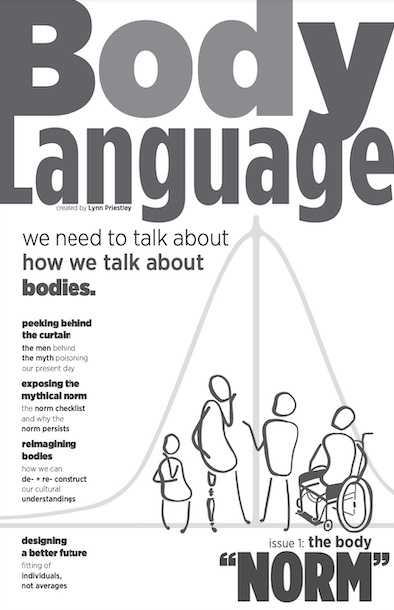 Body
Language
created by Lynn Priestley
we need to talk about
how we talk about
bodies.
peeking behind
the curtain
the men behind
the myth poisoning
our present day
exposing the
mythical norm
the norm checklist
and why the
norm persists
reimagining
bodies
how we can
de- + re- construct
our cultural
understandings
designing
a better future
fitting of
individuals,
not averages
issue 1: the body
“NORM”